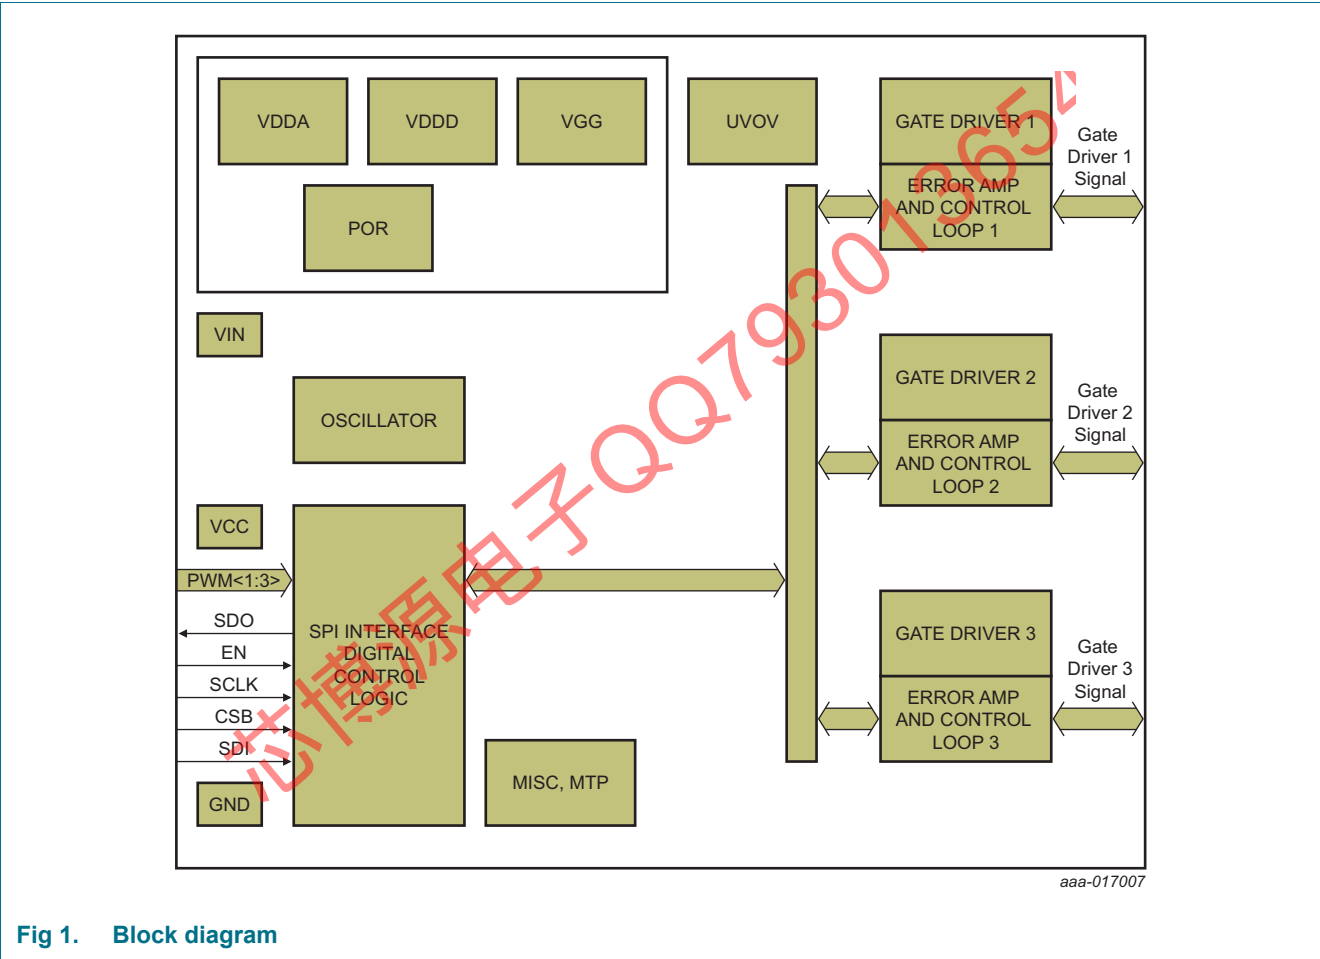 VDDA
VDDD
VGG
UVOV
POR
GATE DRIVER 1
ERROR AMP
AND CONTROL
LOOP 1
Gate
Driver 1
Signal
VIN
OSCILLATOR
GATE DRIVER 2
ERROR AMP
AND CONTROL
LOOP 2
Gate
Driver 2
Signal
VCC
PWM<1:3>
SDO
EN
SCLK
CSB
SDI
GND
SPI INTERFACE
DIGITAL
CONTROL
LOGIC
MISC, MTP
GATE DRIVER 3
ERROR AMP
AND CONTROL
LOOP 3
Gate
Driver 3
Signal
芯博源电子QQ793013654
aaa-017007
Fig 1. Block diagram